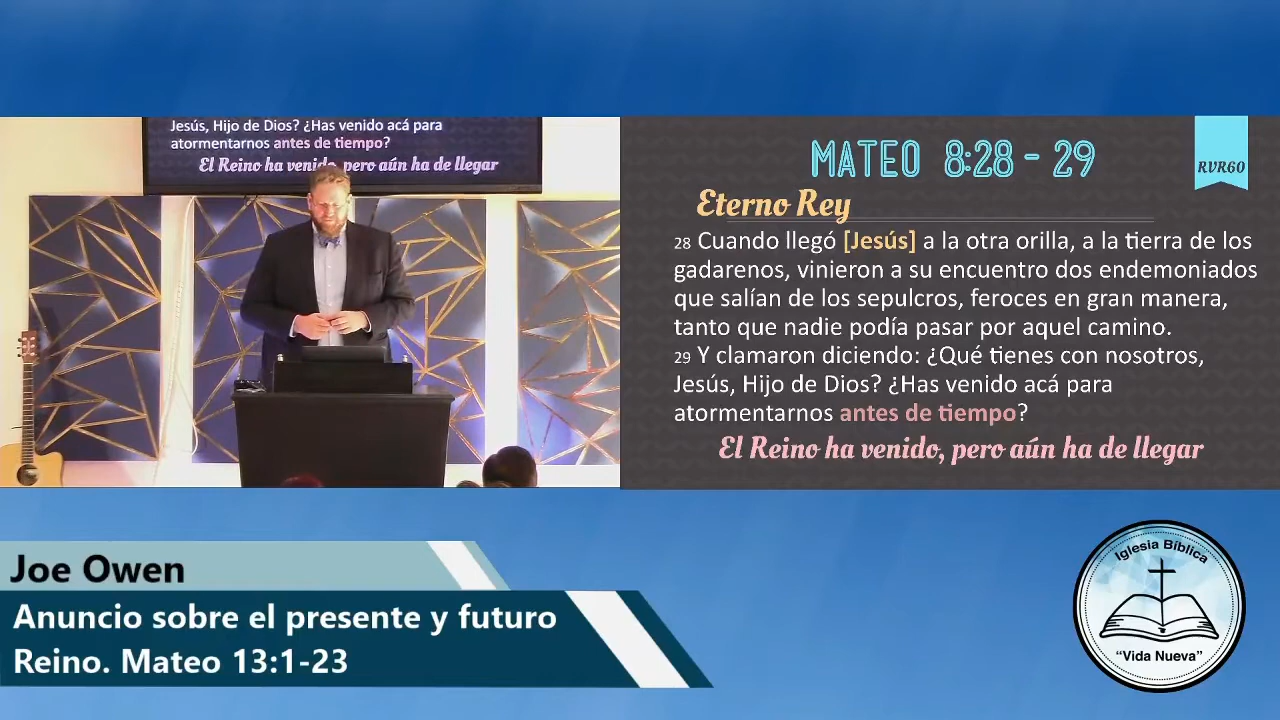 Jesús, Hijo de Dios? ¿Has venido acá para
atormentarnos antes de tiempo?
El Reino ha venido, pero aún ha de llegar
MATEO 8:28 - 29
RVR60
Eterno Rey
28 Cuando llegó [Jesús] a la otra orilla, a la tierra de los
gadarenos, vinieron a su encuentro dos endemoniados
que salían de los sepulcros, feroces en gran manera,
tanto que nadie podía pasar por aquel camino.
29 Y clamaron diciendo: ¿Qué tienes con nosotros,
Jesús, Hijo de Dios? ¿Has venido acá para
atormentarnos antes de tiempo?
El Reino ha venido, pero aún ha de llegar
Joe Owen
Anuncio sobre el presente y futuro
Reino. Mateo 13:1-23
Iglesia Bíblica
“Vida Nueva”